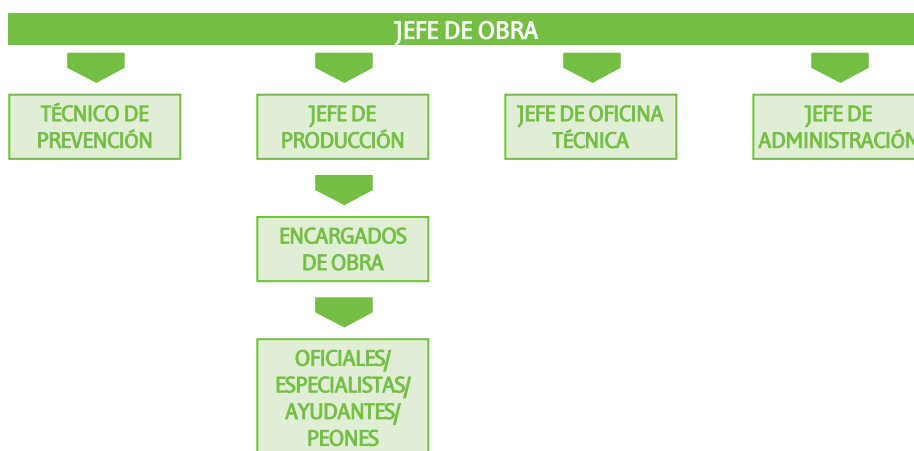 JEFE DE OBRA
TÉCNICO DE
PREVENCIÓN
JEFE DE
PRODUCCIÓN
JEFE DE OFICINA
TÉCNICA
JEFE DE
ADMINISTRACIÓN
ENCARGADOS
DE OBRA
OFICIALES/
ESPECIALISTAS/
AYUDANTES/
PEONES